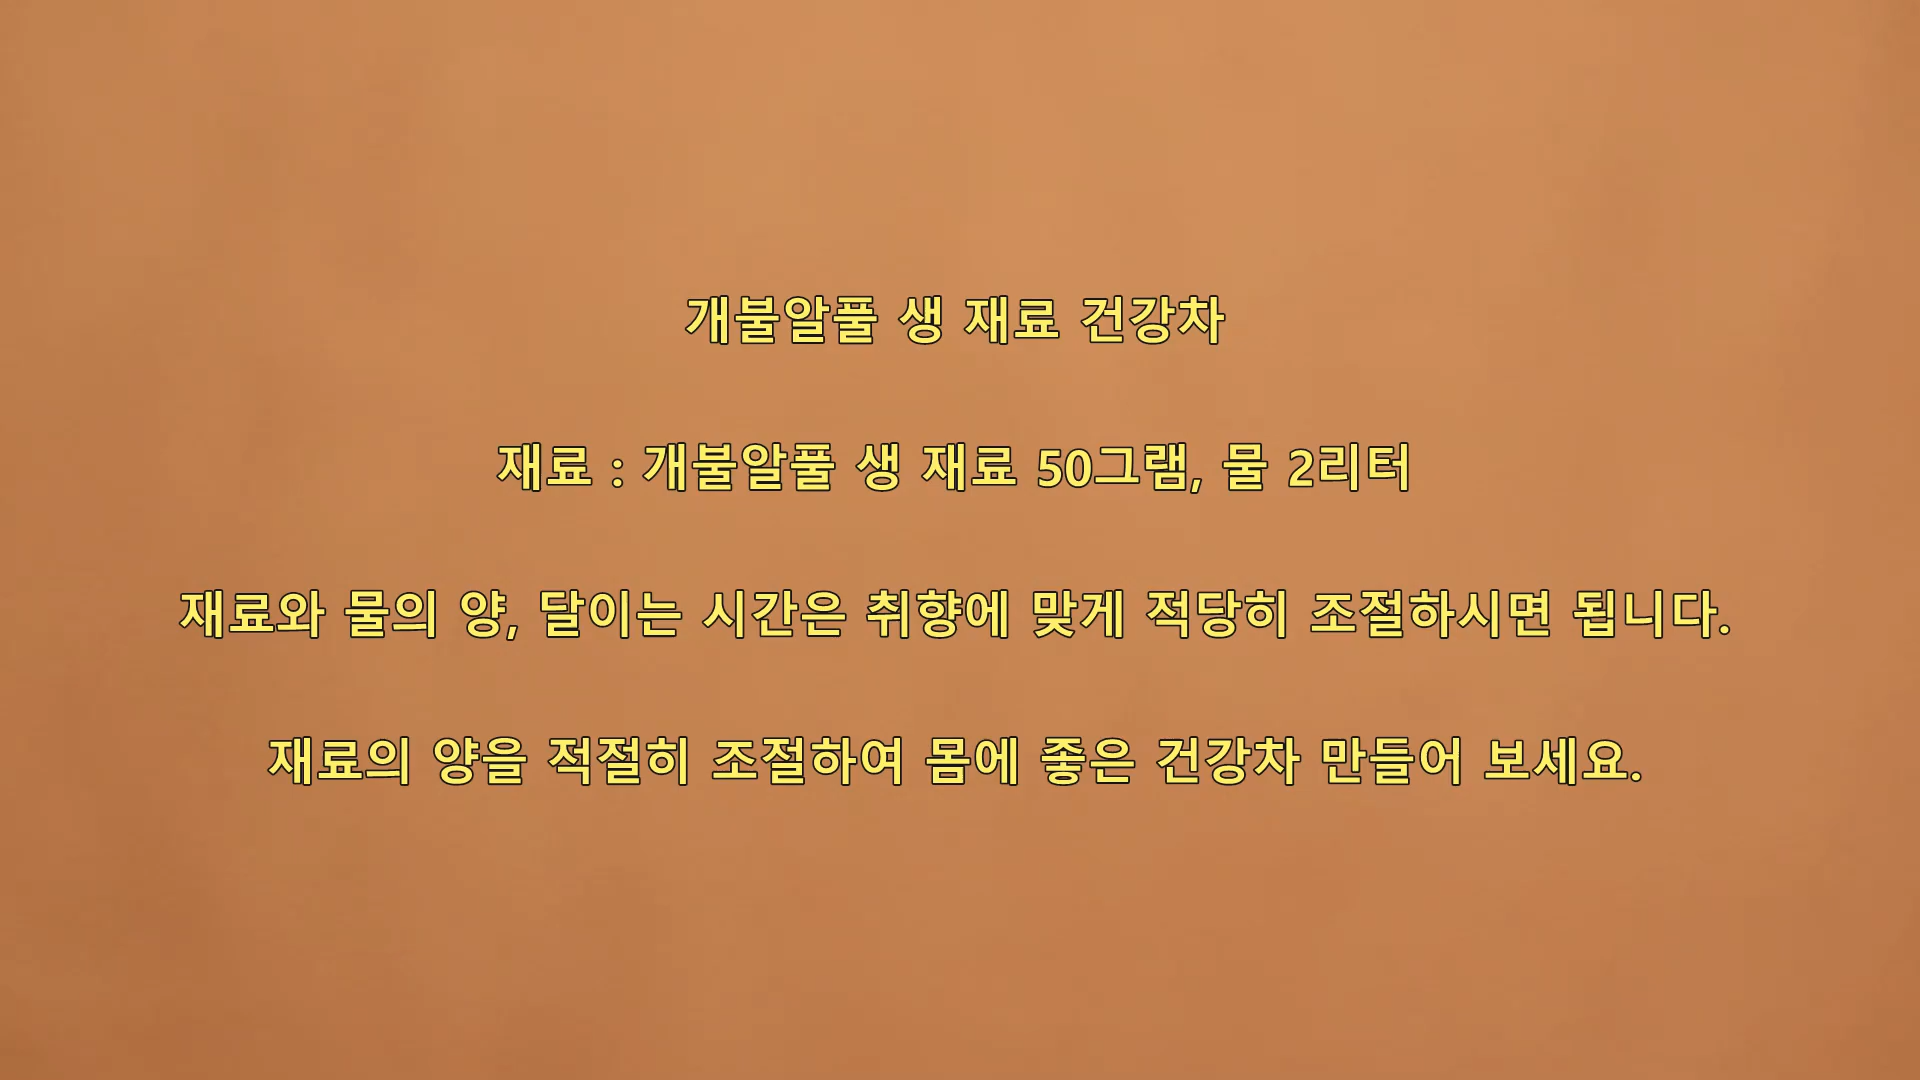 개불알풀 생 재료 건강차
재료 : 개불알풀 생 재료 50그램, 물 2리터
재료와 물의 양, 달이는 시간은 취향에 맞게 적당히 조절하시면 됩니다.
재료의 양을 적절히 조절하여 몸에 좋은 건강차 만들어 보세요.